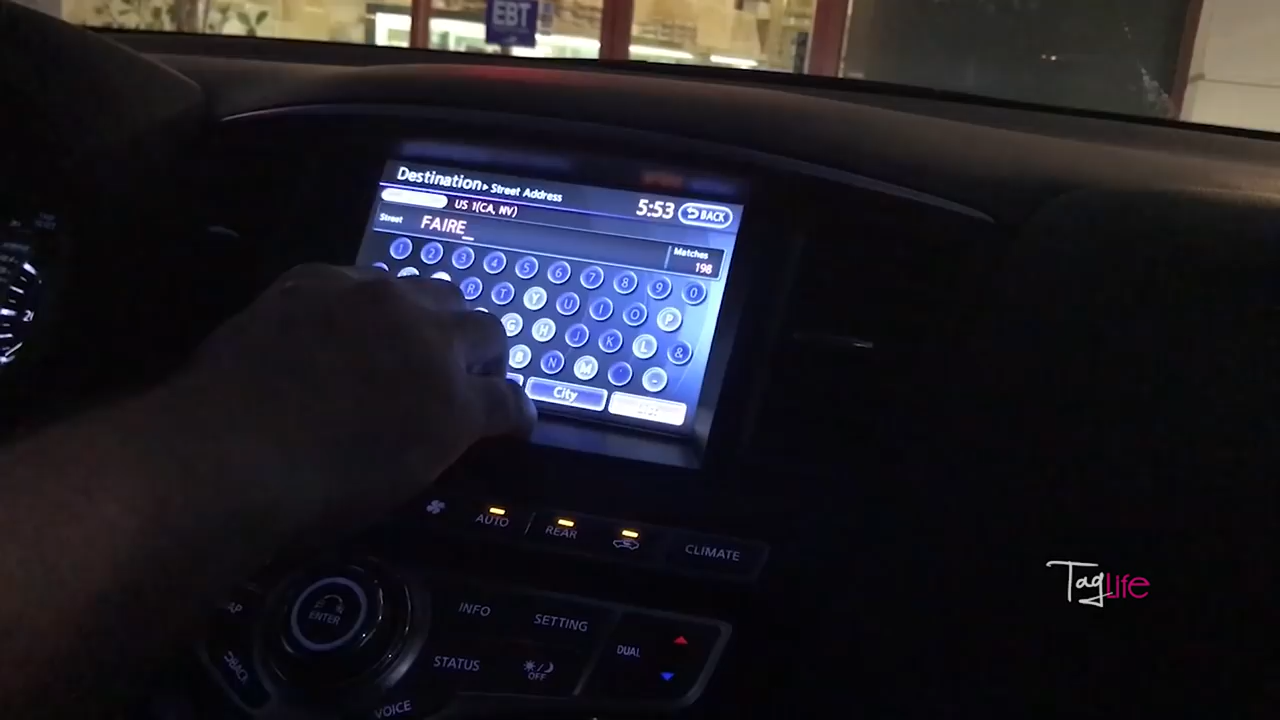 EBT
Destination▸Street Address
5:53
BACK
US 1(CA, NV)
Street
FAIRE_
Matches
198
1 2 3 4 5 6 7 8 9 0
R T Y U I O P
G H J K L &
B N M ' -
City
AUTO
REAR
CLIMATE
ENTER
INFO
SETTING
DUAL
STATUS
OFF
BACK
VOICE
TagLife